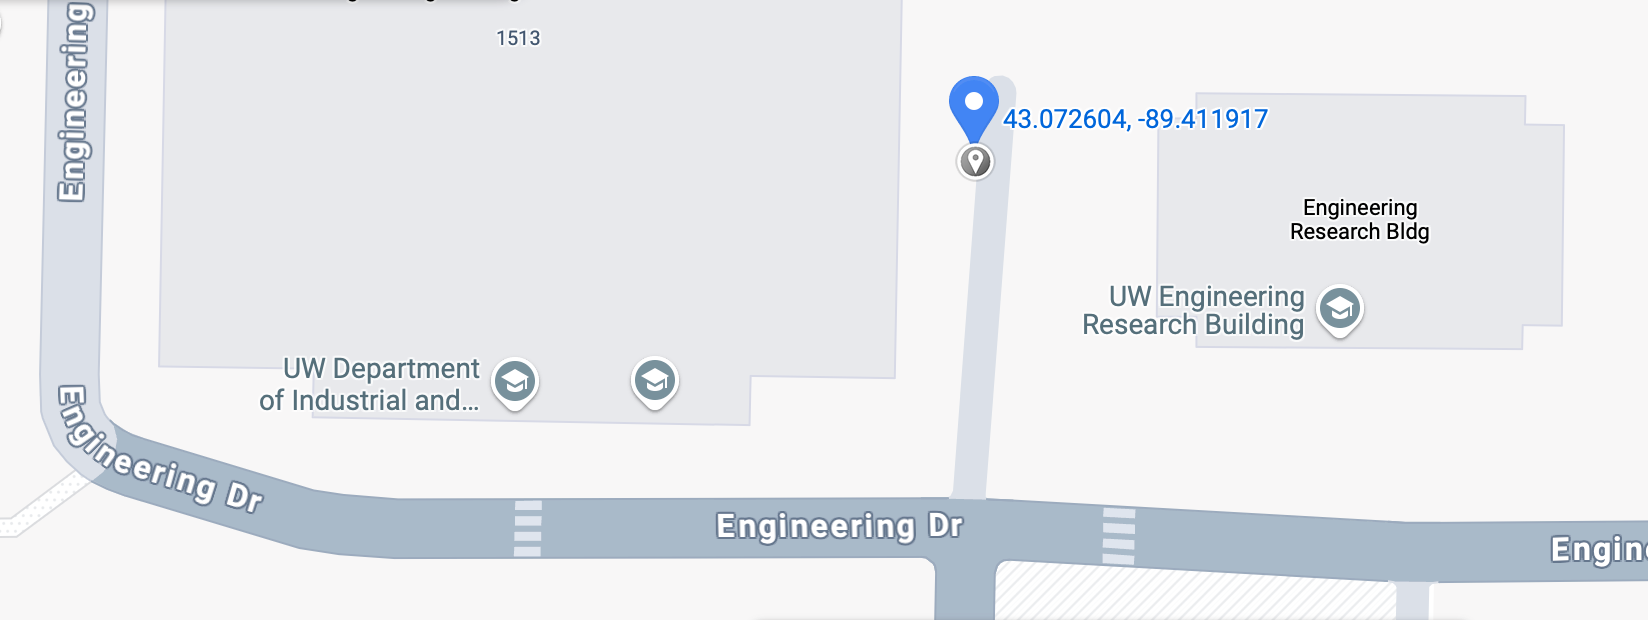 Engineering
1513
43.072604, -89.411917
Engineering
Research Bldg
UW Engineering
Research Building
UW Department
of Industrial and...
Engineering Dr
Engineering Dr